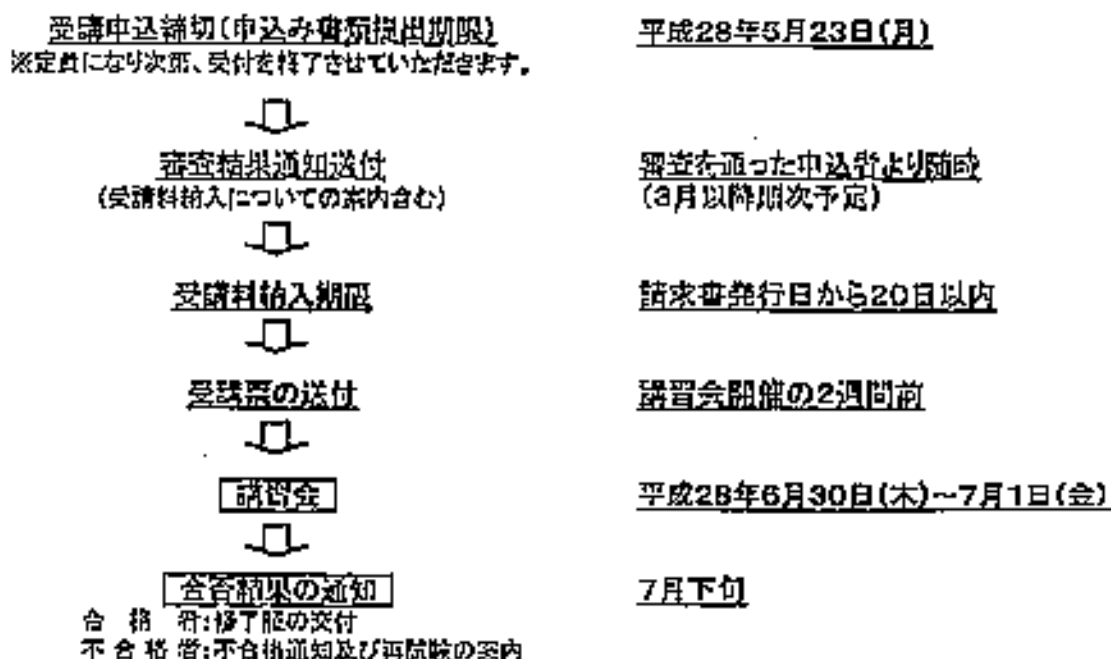 受講申込締切(申込み書類提出期限)
平成28年5月23日(月)
※定員になり次第、受付を終了させていただきます。
審査結果通知送付
審査を通った申込者より随時
(受講料納入についての案内含む)
(3月以降順次予定)
受講料納入期限
請求書発行日から20日以内
受講票の送付
講習会開催の2週間前
講習会
平成28年6月30日(木)~7月1日(金)
合否結果の通知
7月下旬
合 格 者:修了証の交付
不 合 格 者:不合格通知及び再試験の案内